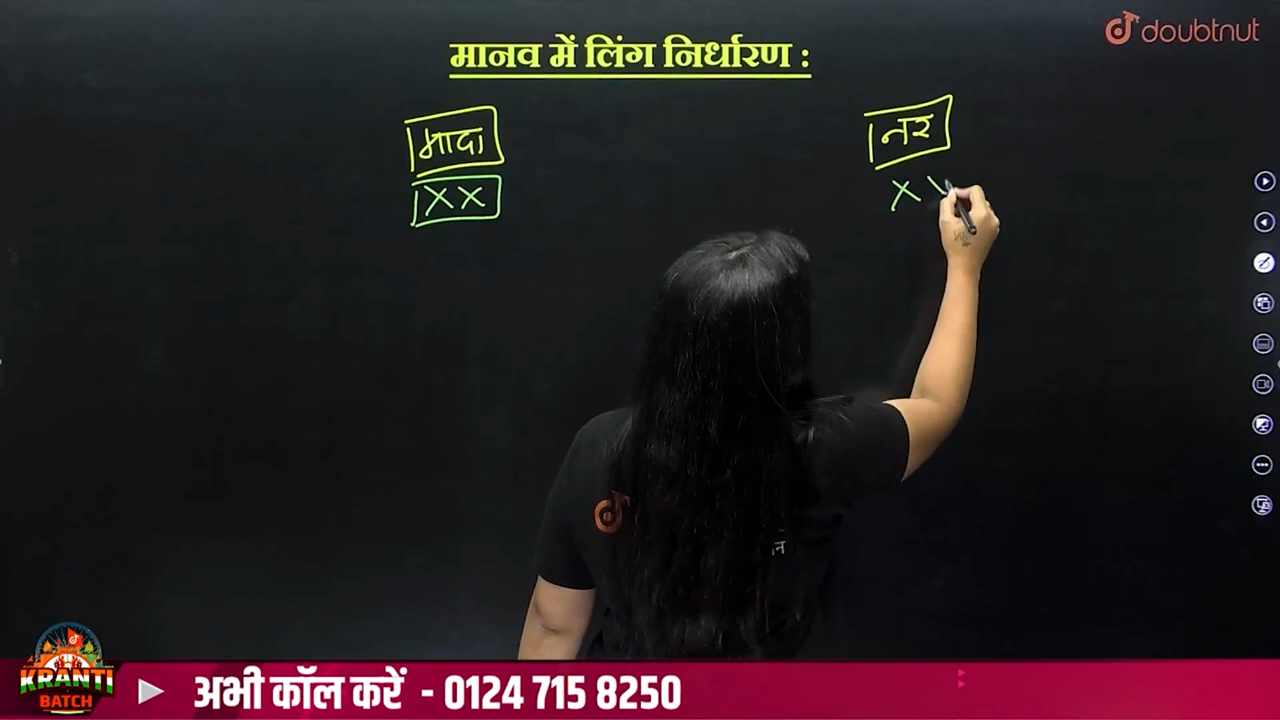 doubtnut
मानव में लिंग निर्धारण :
मादा
नर
XX
X
न
KRANTI
BATCH
अभी कॉल करें - 0124 715 8250